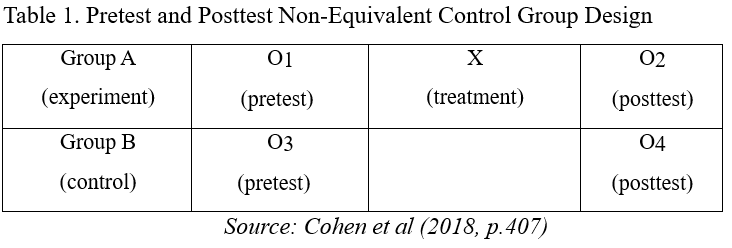 Table 1. Pretest and Posttest Non-Equivalent Control Group Design
Group A O1 X O2
(experiment) (pretest) (treatment) (posttest)
Group B O3 O4
(control) (pretest) (posttest)
Source: Cohen et al (2018, p.407)